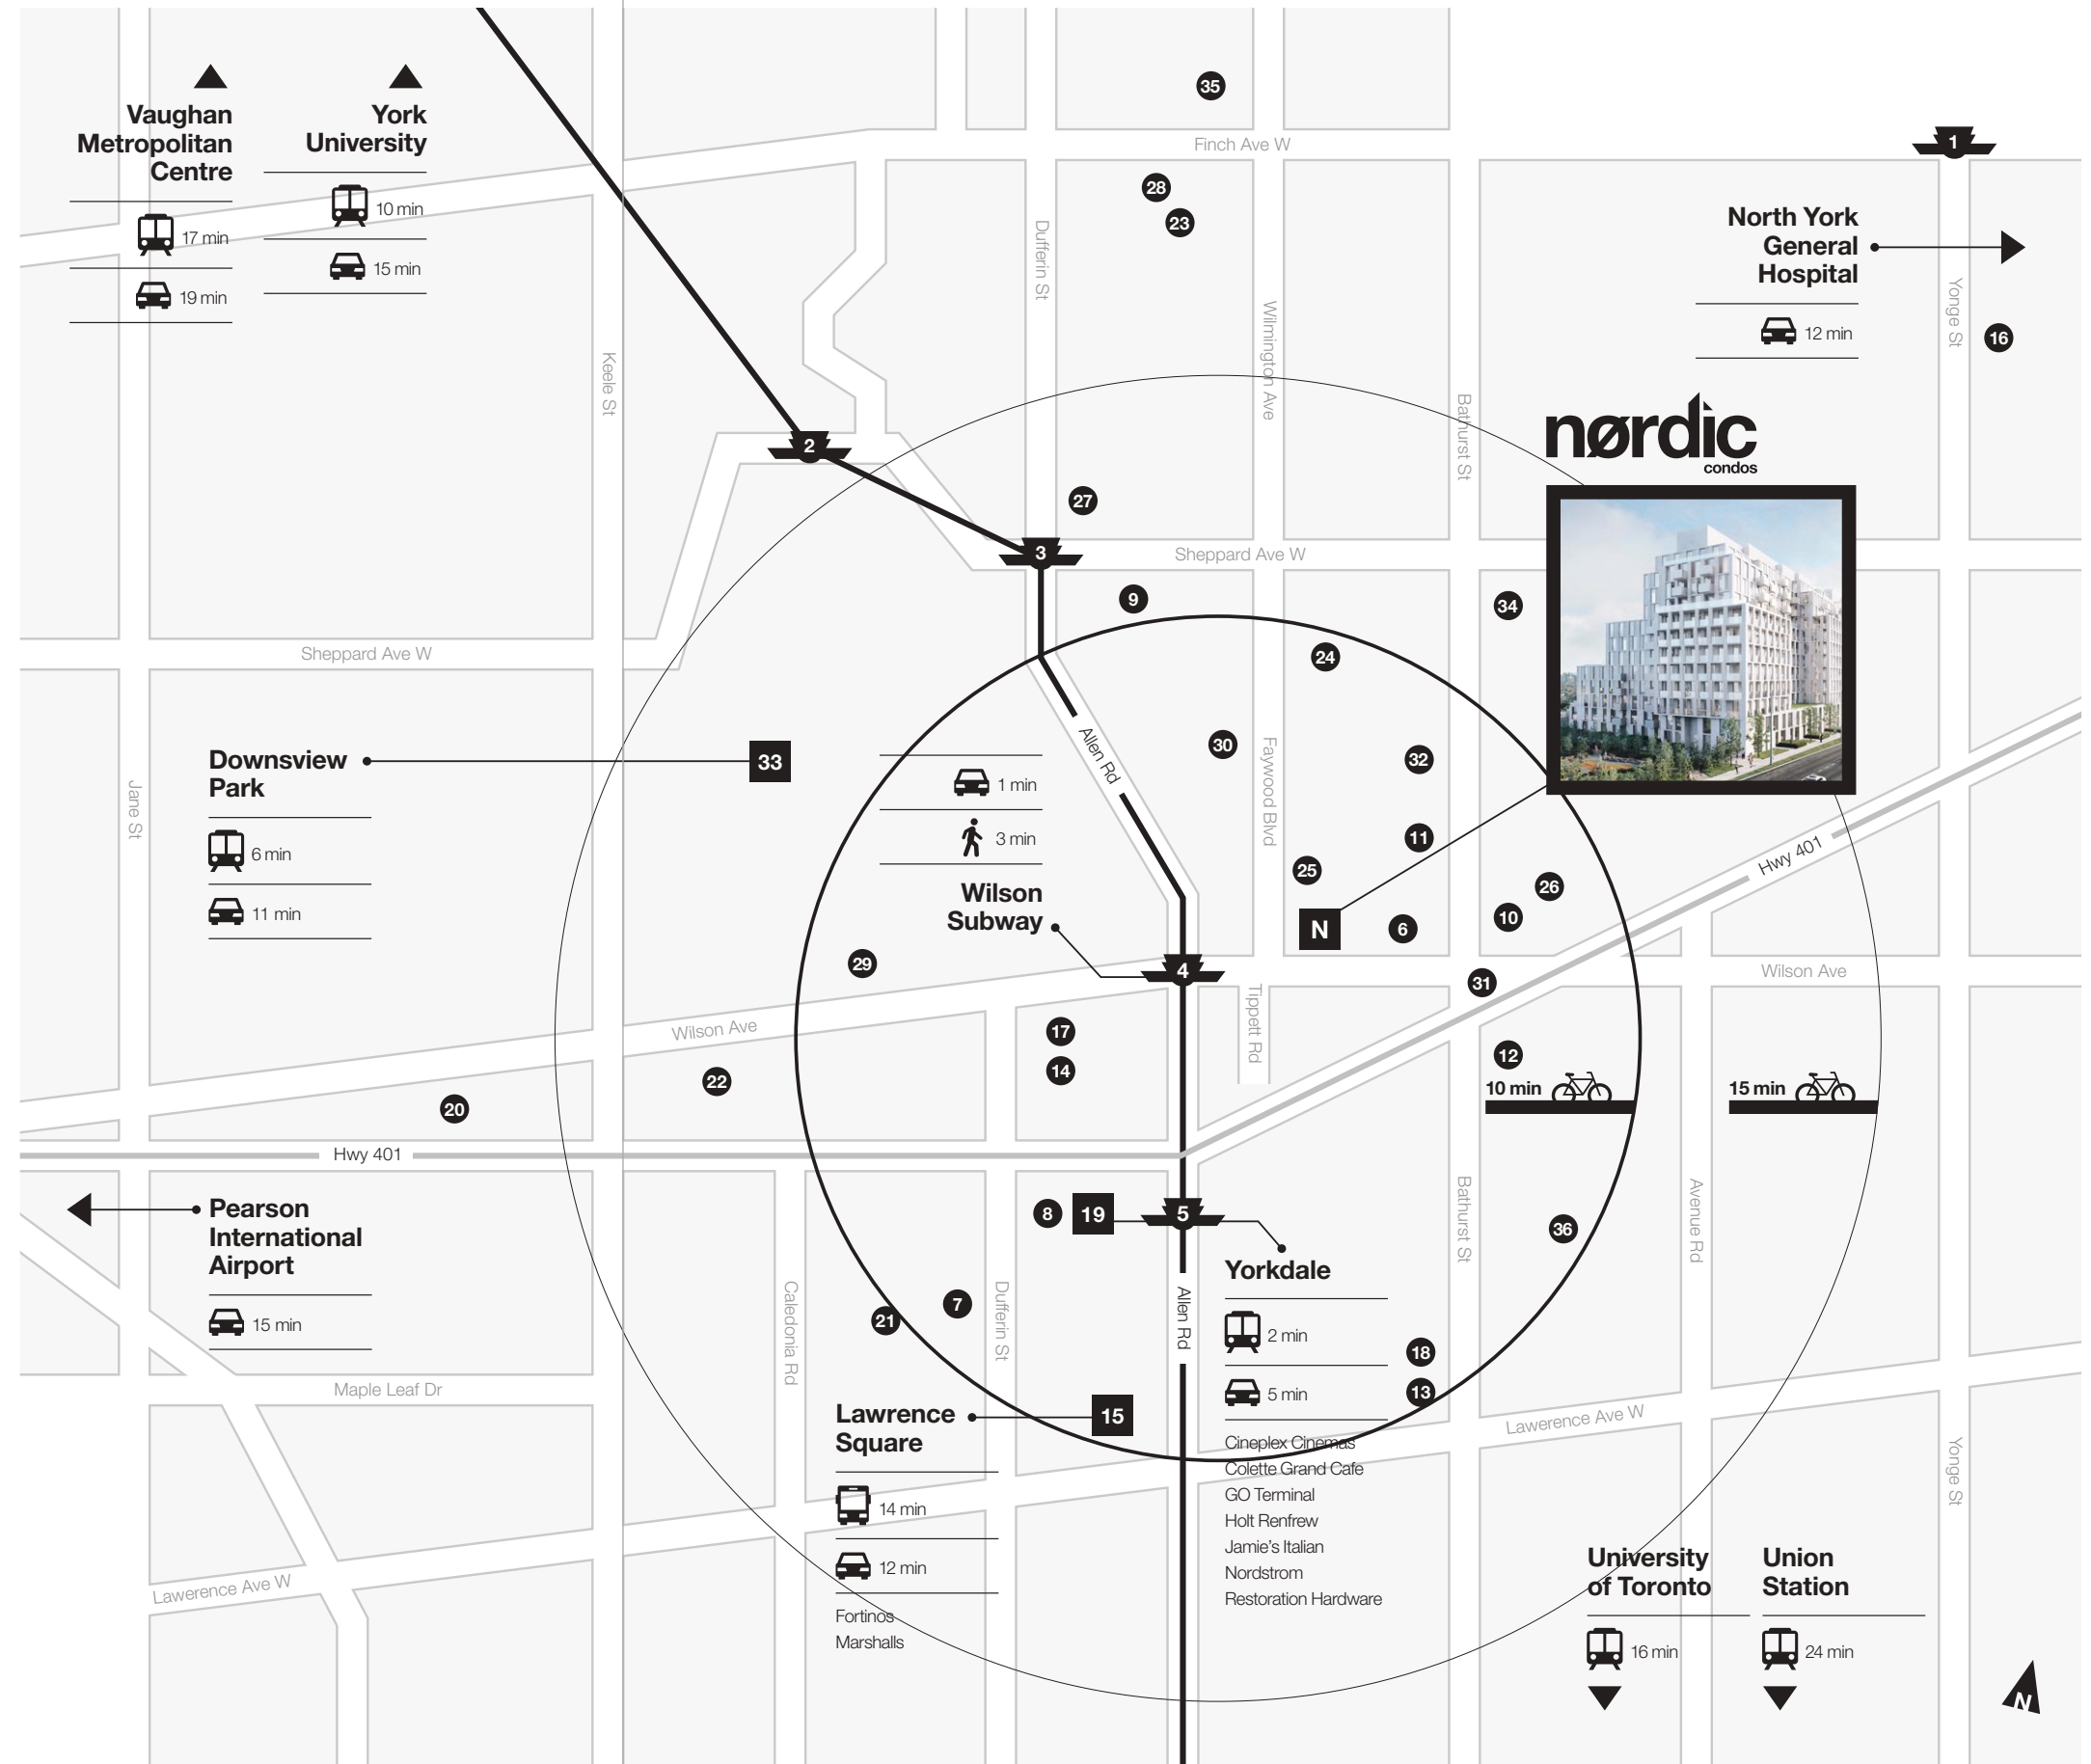 Vaughan
Metropolitan
Centre
17 min
19 min
York
University
10 min
15 min
35
Finch Ave W
28
23
1
North York
General
Hospital
12 min
16
Yonge St
Dufferin St
Wilmington Ave
Keele St
Bathurst St
nørdic
condos
2
27
3
Sheppard Ave W
9
34
24
Sheppard Ave W
Downsview
Park
6 min
11 min
33
Jane St
Allen Rd
30
Faywood Blvd
32
11
25
26
10
N
6
1 min
3 min
Wilson
Subway
4
29
Hwy 401
Wilson Ave
31
Wilson Ave
17
14
Tippett Rd
12
10 min
15 min
22
20
Hwy 401
Pearson
International
Airport
15 min
8
19
5
Yorkdale
2 min
5 min
Cineplex Cinemas
Colette Grand Cafe
GO Terminal
Holt Renfrew
Jamie's Italian
Nordstrom
Restoration Hardware
Bathurst St
Avenue Rd
36
Caledonia Rd
21
7
Dufferin St
Allen Rd
18
13
Maple Leaf Dr
Lawrence
Square
14 min
12 min
Fortinos
Marshalls
15
Lawerence Ave W
Yonge St
Lawerence Ave W
University
of Toronto
16 min
Union
Station
24 min
N